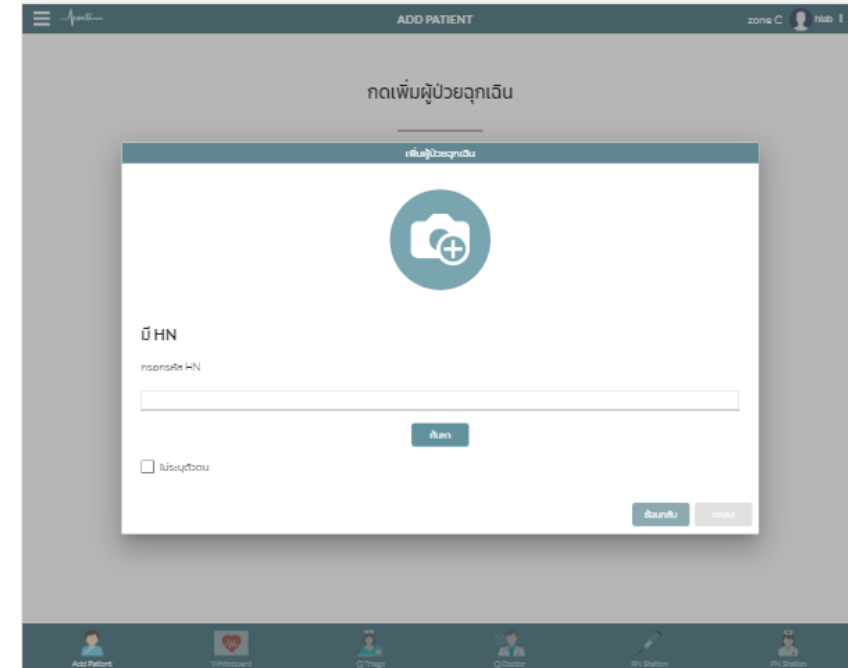 ADD PATIENT
zone C
hlab
กดเพิ่มผู้ป่วยฉุกเฉิน
เพิ่มผู้ป่วยฉุกเฉิน
มี HN
กรอกรหัส HN
ค้นหา
ไม่ระบุตัวตน
ย้อนกลับ
ตกลง
Add Patient
Whiteboard
Q Triage
Q Doctor
RN Station
PN Station